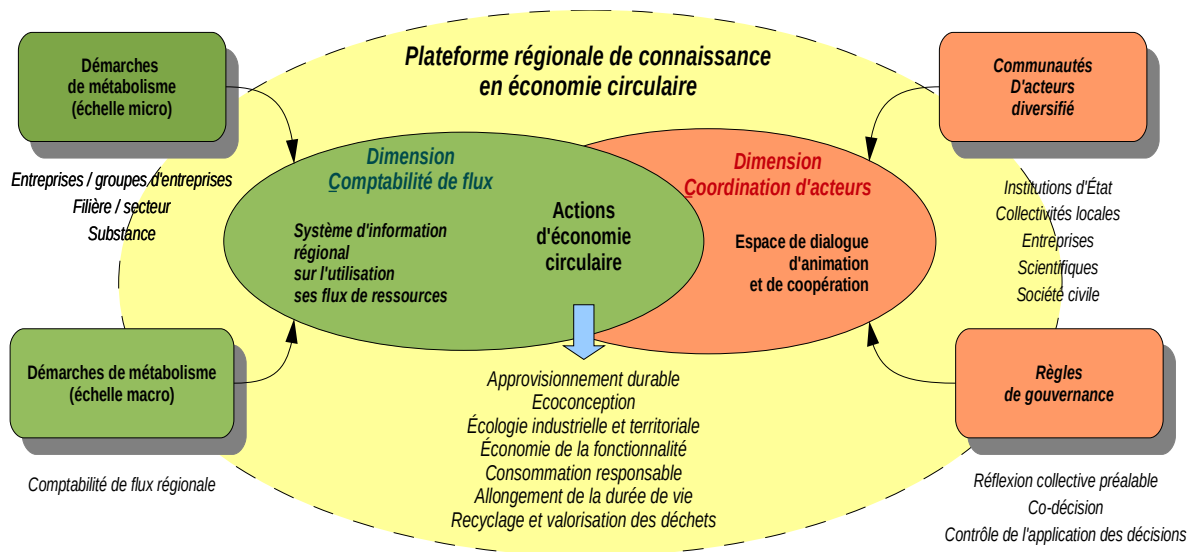 Plateforme régionale de connaissance
en économie circulaire
Démarches
de métabolisme
(échelle micro)
Entreprises / groupes d'entreprises
Filière / secteur
Substance
Démarches de métabolisme
(échelle macro)
Comptabilité de flux régionale
Dimension
Comptabilité de flux
Système d'information
régional
sur l'utilisation
ses flux de ressources
Actions
d'économie
circulaire
Dimension
Coordination d'acteurs
Espace de dialogue
d'animation
et de coopération
Approvisionnement durable
Ecoconception
Écologie industrielle et territoriale
Économie de la fonctionnalité
Consommation responsable
Allongement de la durée de vie
Recyclage et valorisation des déchets
Communautés
D'acteurs
diversifié
Institutions d'État
Collectivités locales
Entreprises
Scientifiques
Société civile
Règles
de gouvernance
Réflexion collective préalable
Co-décision
Contrôle de l'application des décisions